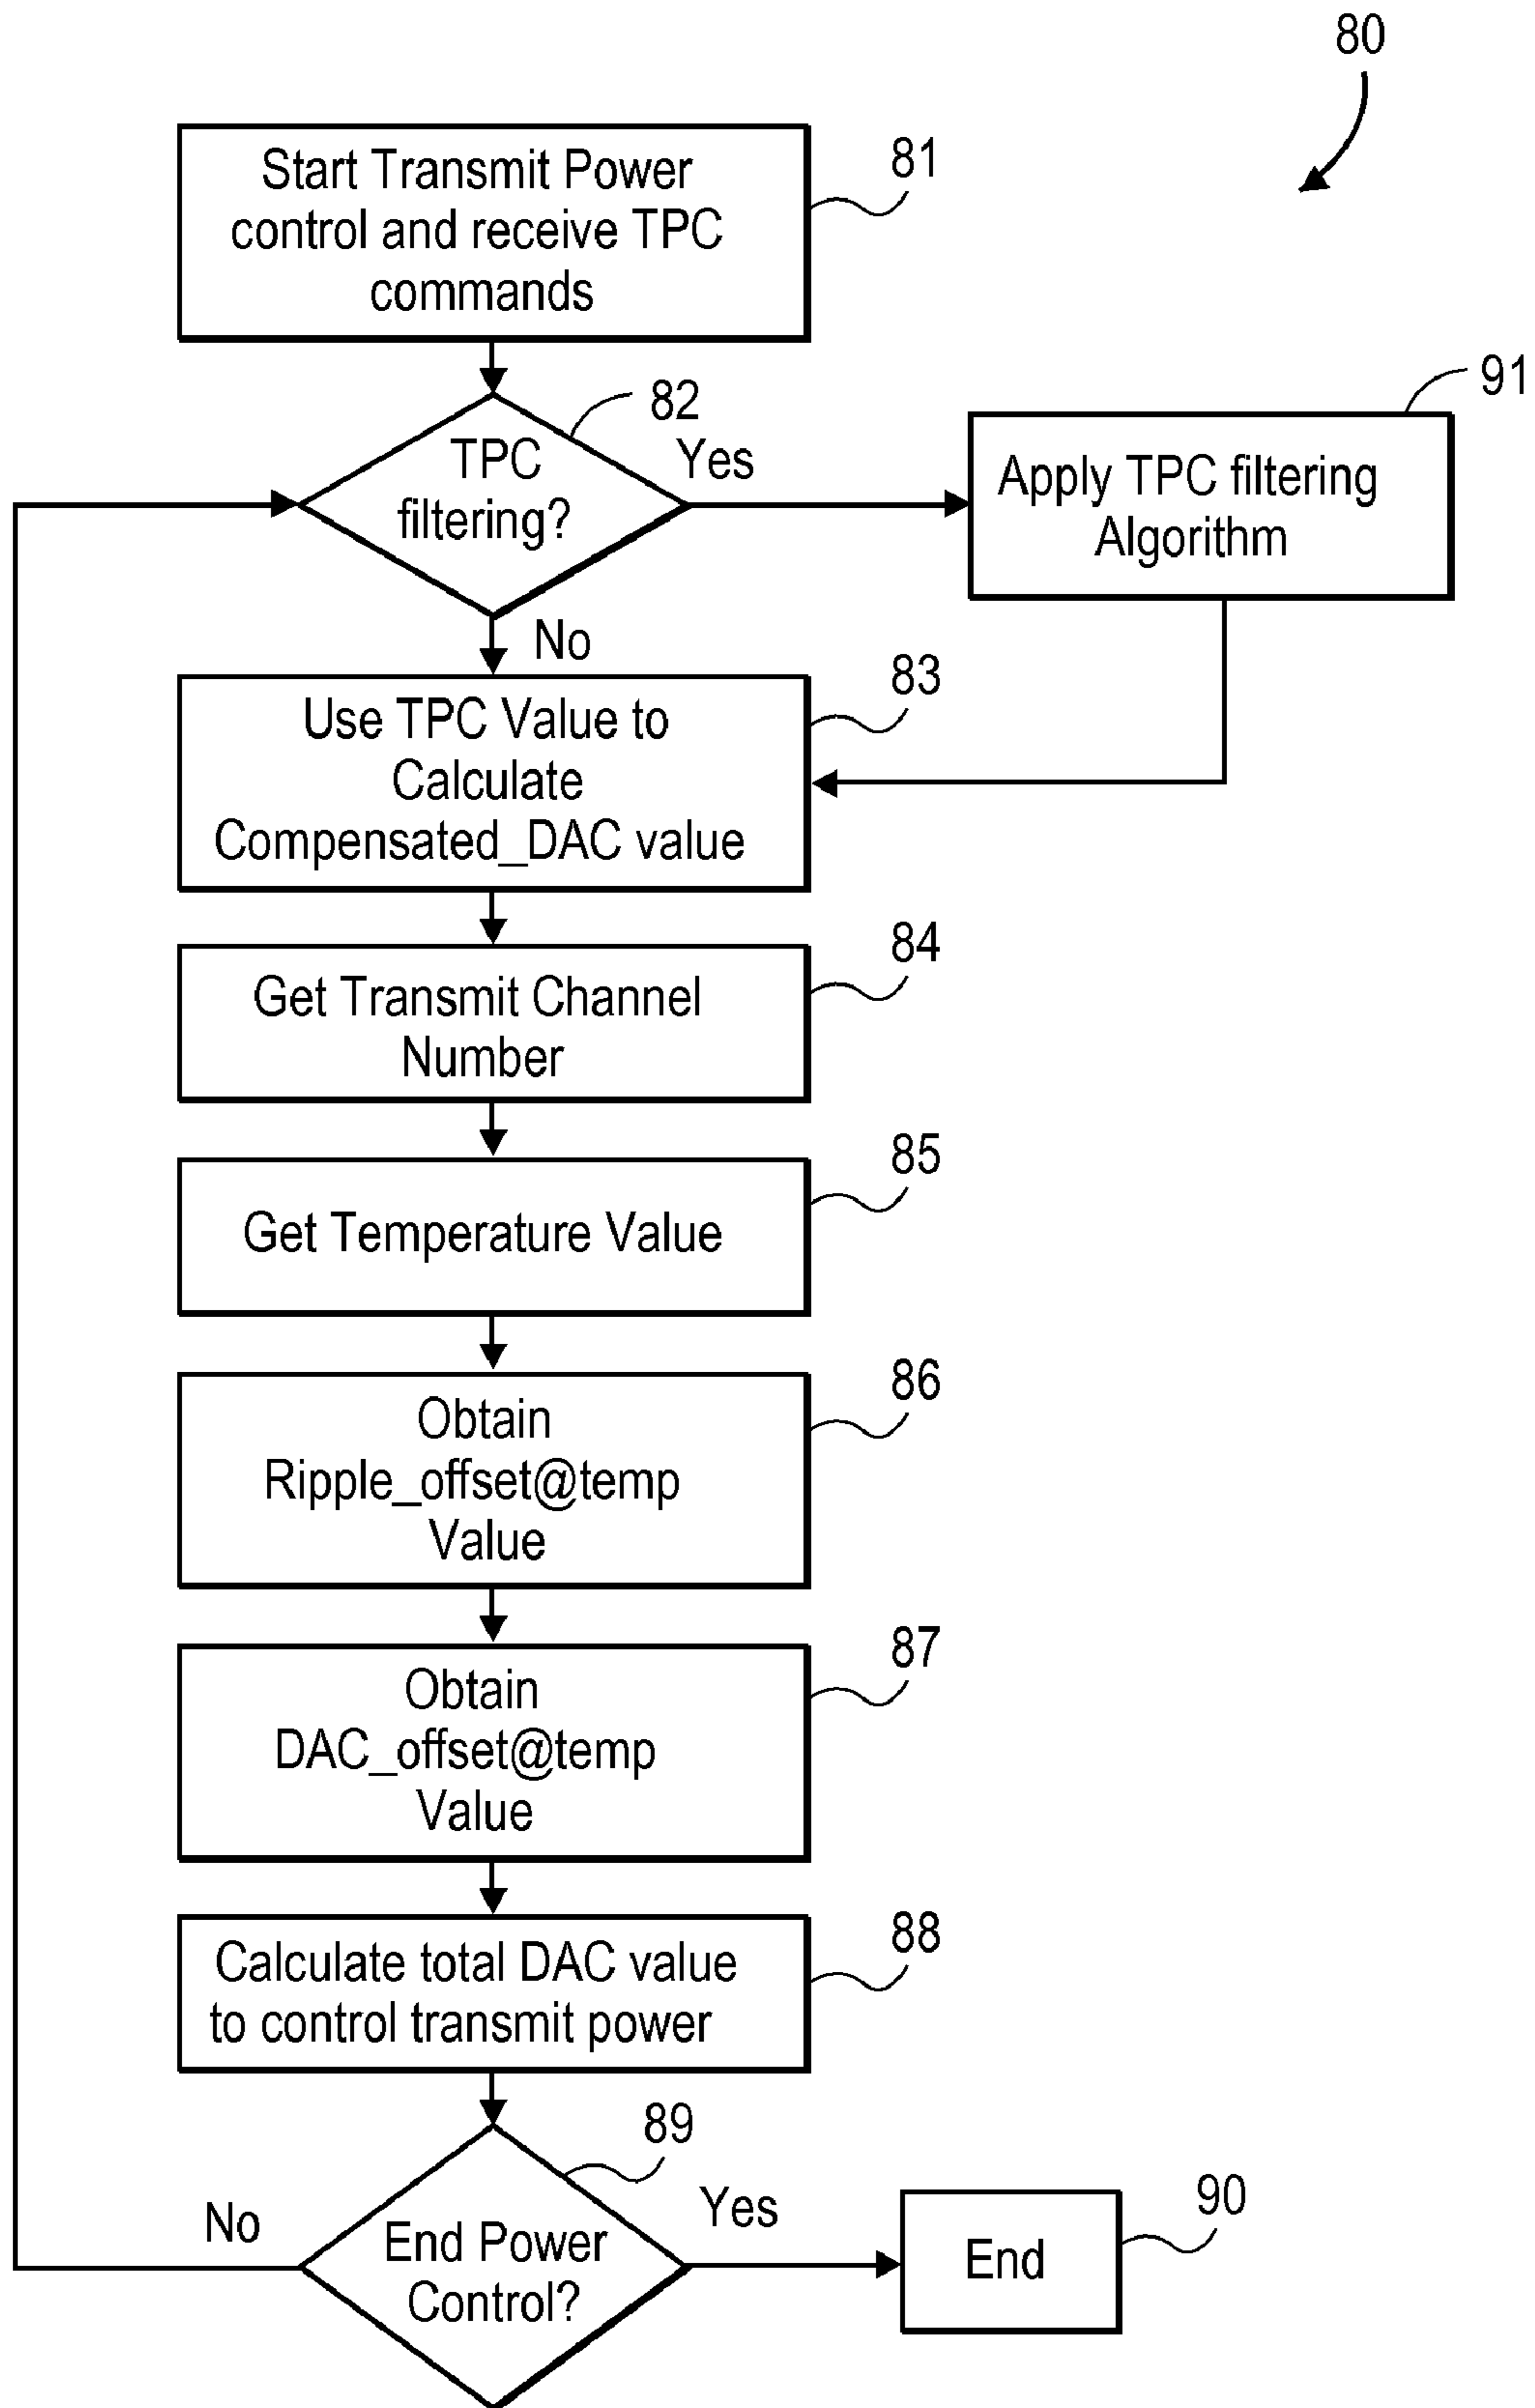 80
Start Transmit Power
control and receive TPC
commands
81
TPC
filtering?
82
Yes
No
Apply TPC filtering
Algorithm
91
Use TPC Value to
Calculate
Compensated_DAC value
83
Get Transmit Channel
Number
84
Get Temperature Value
85
Obtain
Ripple_offset@temp
Value
86
Obtain
DAC_offset@temp
Value
87
Calculate total DAC value
to control transmit power
88
End Power
Control?
89
No
Yes
End
90